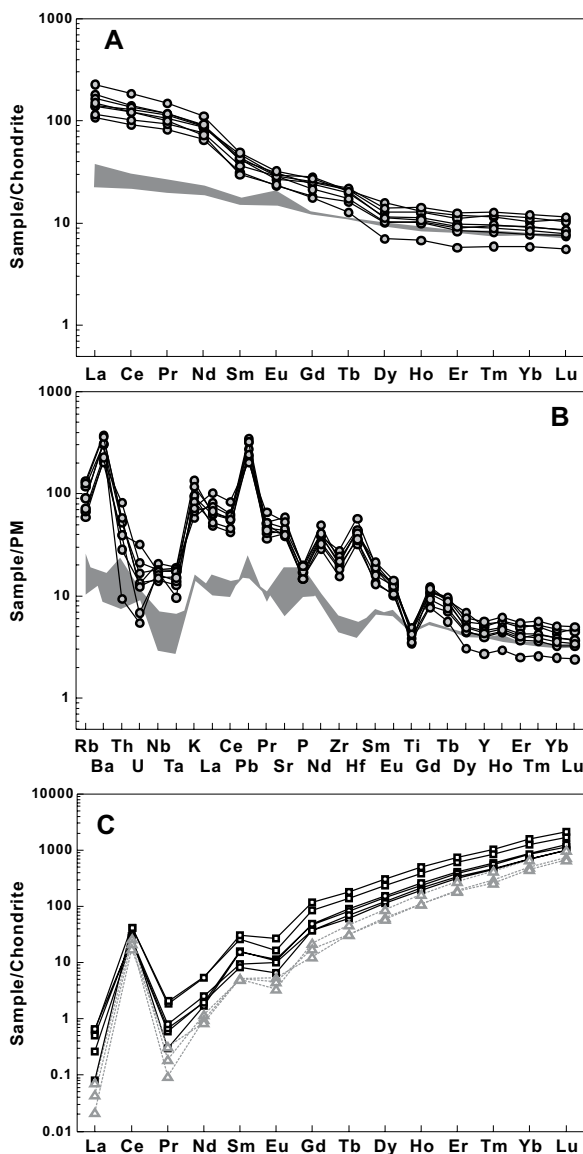 A
1000
100
10
1
Sample/Chondrite
La Ce Pr Nd Sm Eu Gd Tb Dy Ho Er Tm Yb Lu
B
1000
100
10
1
Sample/PM
Rb Th Nb K Ce Pr P Zr Sm Ti Tb Y Er Yb
Ba U Ta La Pb Sr Nd Hf Eu Gd Dy Ho Tm Lu
C
10000
1000
100
10
1
0.1
0.01
Sample/Chondrite
La Ce Pr Nd Sm Eu Gd Tb Dy Ho Er Tm Yb Lu